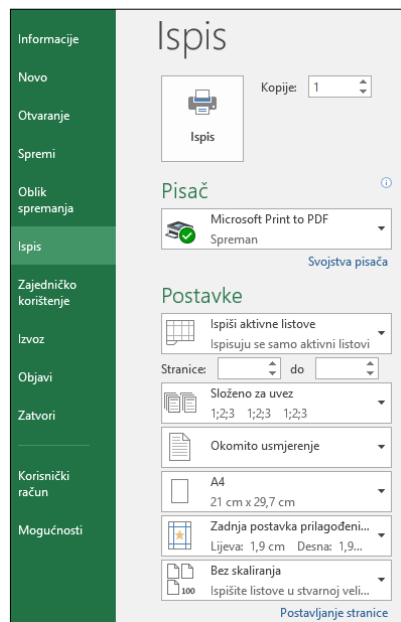 Informacije
Novo
Otvaranje
Spremi
Oblik
spremanja
Ispis
Zajedničko
korištenje
Izvoz
Objavi
Zatvori
Korisnički
račun
Mogućnosti
Ispis
Ispis
Kopije: 1
Pisač
Microsoft Print to PDF
Spreman
Svojstva pisača
Postavke
Ispiši aktivne listove
Ispisuju se samo aktivni listovi
Stranice: do
Složeno za uvez
1;2;3 1;2;3 1;2;3
Okomito usmjerenje
A4
21 cm x 29,7 cm
Zadnja postavka prilagođeni...
Lijeva: 1,9 cm Desna: 1,9...
Bez skaliranja
100
Ispišite listove u stvarnoj veli...
Postavljanje stranice